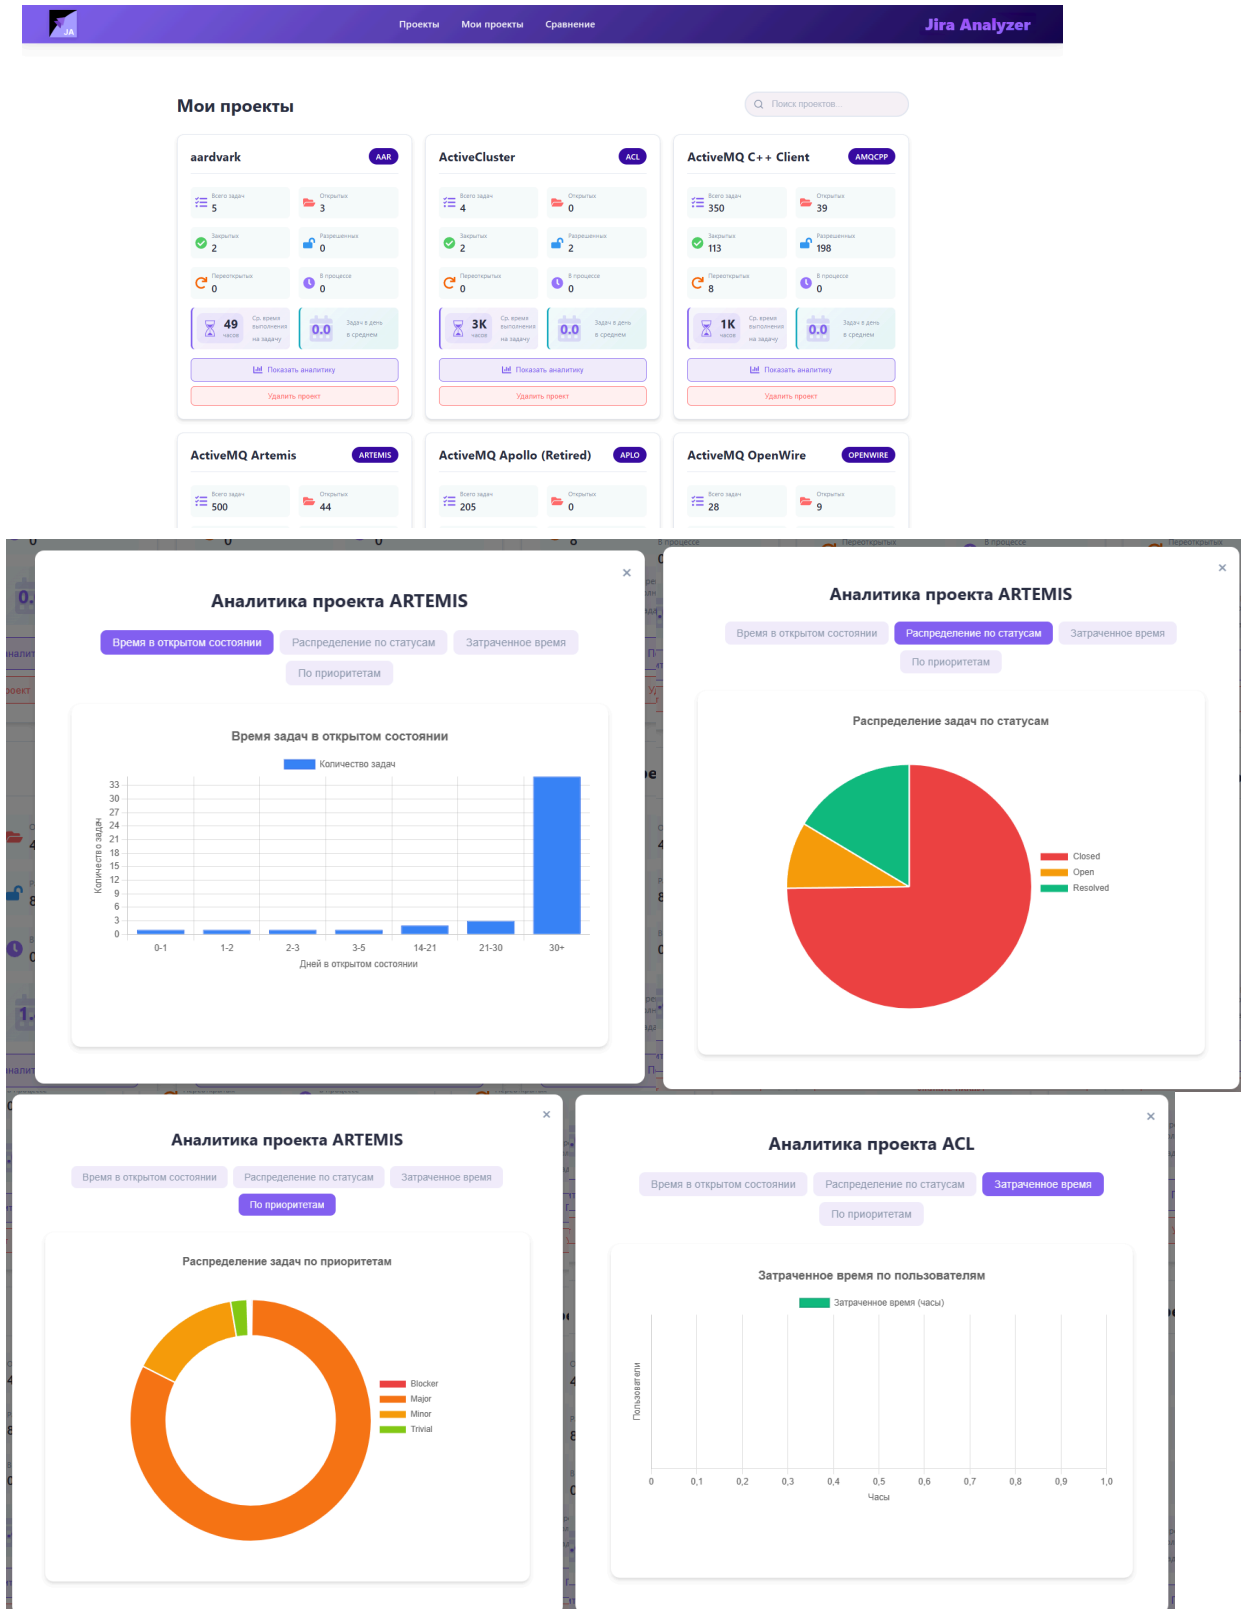 JA Проекты Мои проекты Сравнение Jira Analyzer
Мои проекты
Поиск проектов...
aardvark AAR
Всего задач
5
Открытых
3
Закрытых
2
Разрешенных
0
Переоткрытых
0
В процессе
0
49
часов
Ср. время
выполнения
на задачу
0.0
Задач в день
в среднем
Показать аналитику
Удалить проект
ActiveCluster ACL
Всего задач
4
Открытых
0
Закрытых
2
Разрешенных
2
Переоткрытых
0
В процессе
0
3K
часов
Ср. время
выполнения
на задачу
0.0
Задач в день
в среднем
Показать аналитику
Удалить проект
ActiveMQ C++ Client AMQCPP
Всего задач
350
Открытых
39
Закрытых
113
Разрешенных
198
Переоткрытых
8
В процессе
0
1K
часов
Ср. время
выполнения
на задачу
0.0
Задач в день
в среднем
Показать аналитику
Удалить проект
ActiveMQ Artemis ARTEMIS
Всего задач
500
Открытых
44
ActiveMQ Apollo (Retired) APLO
Всего задач
205
Открытых
0
ActiveMQ OpenWire OPENWIRE
Всего задач
28
Открытых
9
×
Аналитика проекта ARTEMIS
Время в открытом состоянии Распределение по статусам Затраченное время
По приоритетам
Время задач в открытом состоянии
Количество задач
33
30
27
24
21
18
15
12
9
6
3
0
Количество задач
0-1 1-2 2-3 3-5 14-21 21-30 30+
Дней в открытом состоянии
×
Аналитика проекта ARTEMIS
Время в открытом состоянии Распределение по статусам Затраченное время
По приоритетам
Распределение задач по статусам
Closed
Open
Resolved
×
Аналитика проекта ARTEMIS
Время в открытом состоянии Распределение по статусам Затраченное время
По приоритетам
Распределение задач по приоритетам
Blocker
Major
Minor
Trivial
×
Аналитика проекта ACL
Время в открытом состоянии Распределение по статусам Затраченное время
По приоритетам
Затраченное время по пользователям
Затраченное время (часы)
Пользователи
0 0,1 0,2 0,3 0,4 0,5 0,6 0,7 0,8 0,9 1,0
Часы